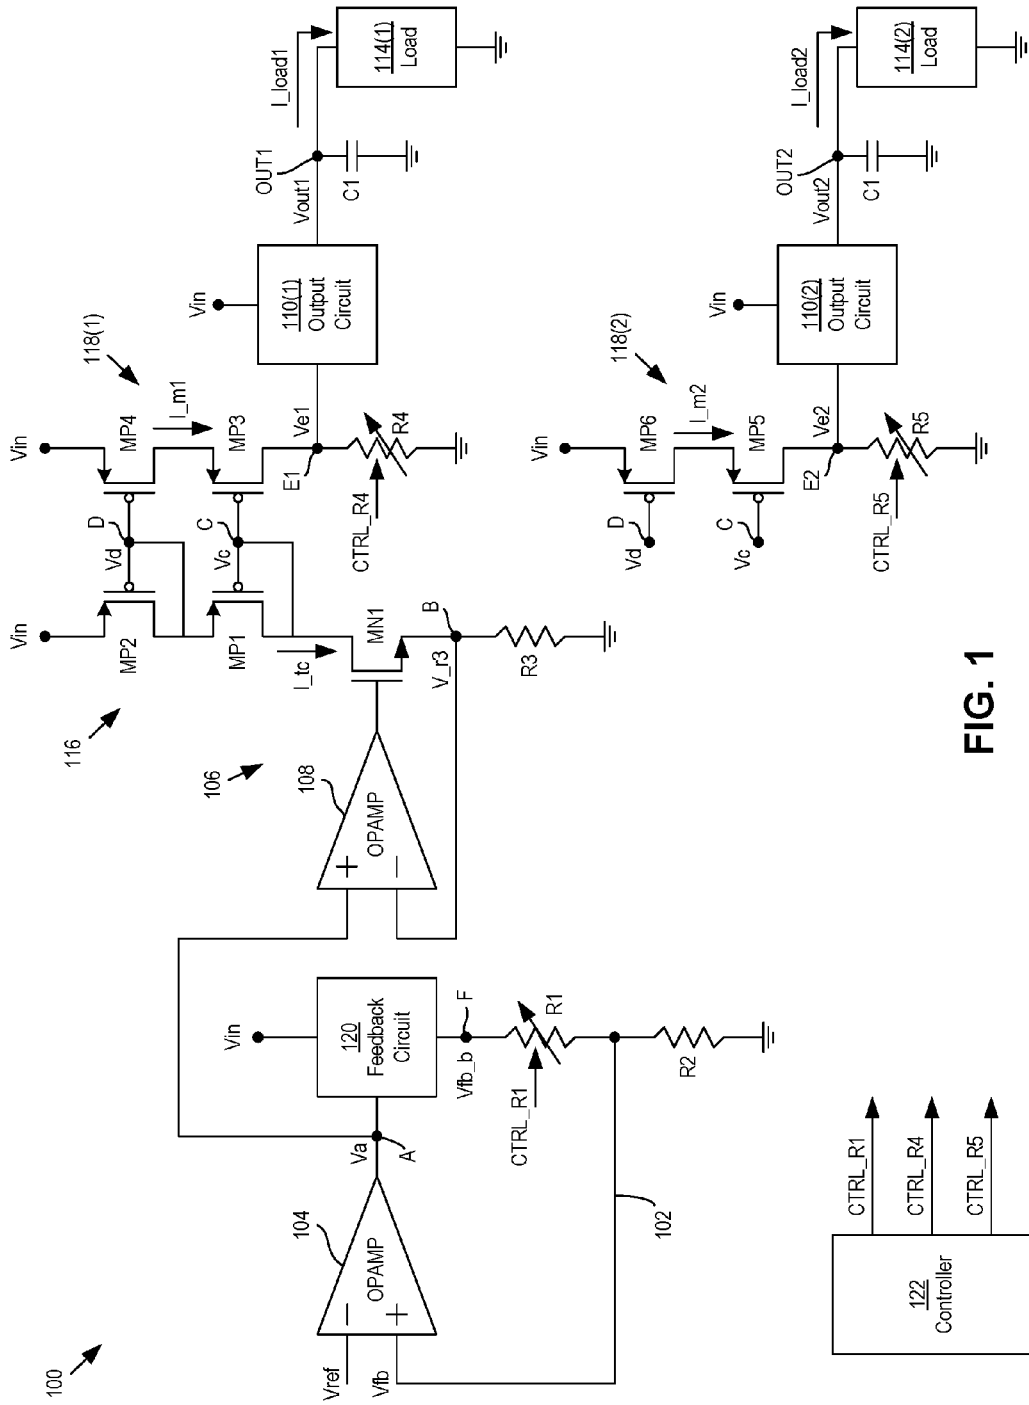 100
Vref
Vfb
104
OPAMP
−
+
Va
A
102
Vin
120
Feedback
Circuit
F
Vfb_b
CTRL_R1
R1
R2
106
108
OPAMP
+
−
116
Vin
MP2
Vd
D
MP1
Vc
C
I_tc
MN1
B
V_r3
R3
118(1)
Vin
MP4
I_m1
MP3
E1
Ve1
CTRL_R4
R4
Vin
110(1)
Output
Circuit
OUT1
Vout1
C1
I_load1
114(1)
Load
118(2)
Vin
MP6
D
Vd
I_m2
MP5
C
Vc
E2
Ve2
CTRL_R5
R5
Vin
110(2)
Output
Circuit
OUT2
Vout2
C1
I_load2
114(2)
Load
122
Controller
CTRL_R1
CTRL_R4
CTRL_R5
FIG. 1